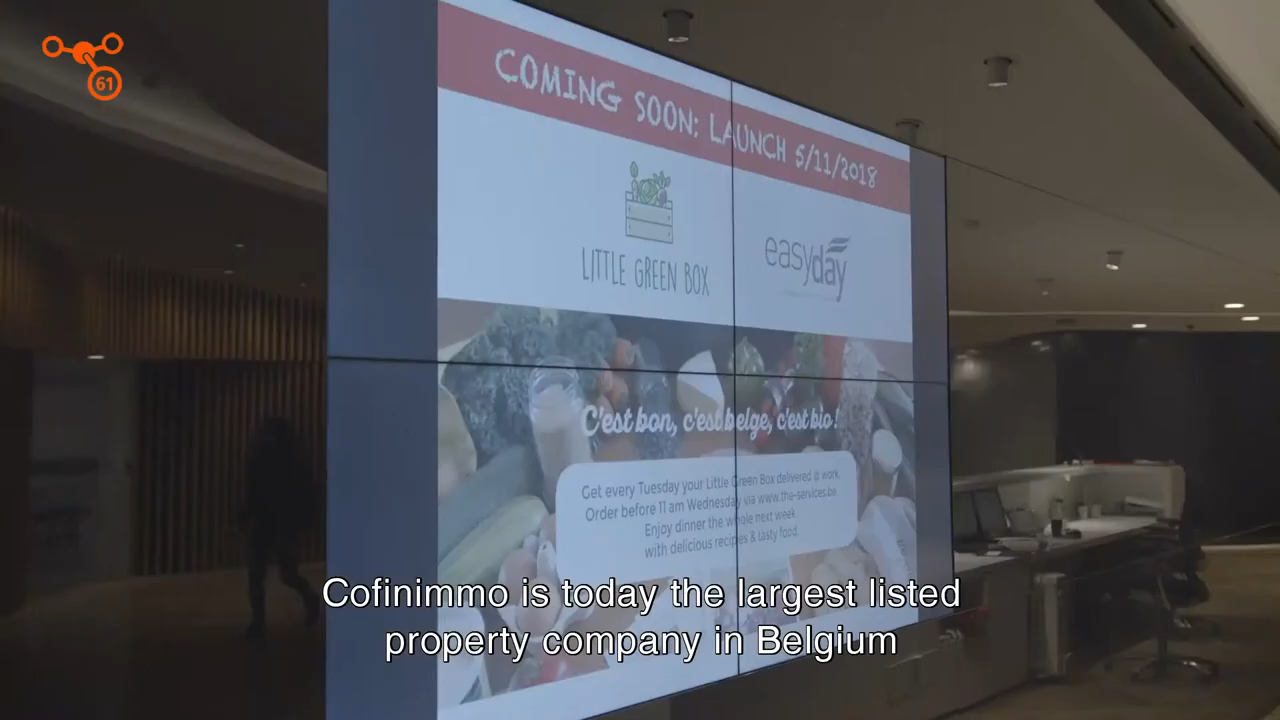 61
COMING SOON: LAUNCH 5/11/2018
LITTLE GREEN BOX
easyday
C'est bon, c'est belge, c'est bio!
Get every Tuesday your Little Green Box delivered @ work.
Order before 11 am Wednesday via www.the-services.be
Enjoy dinner the whole next week
with delicious recipes & tasty food.
Cofinimmo is today the largest listed
property company in Belgium